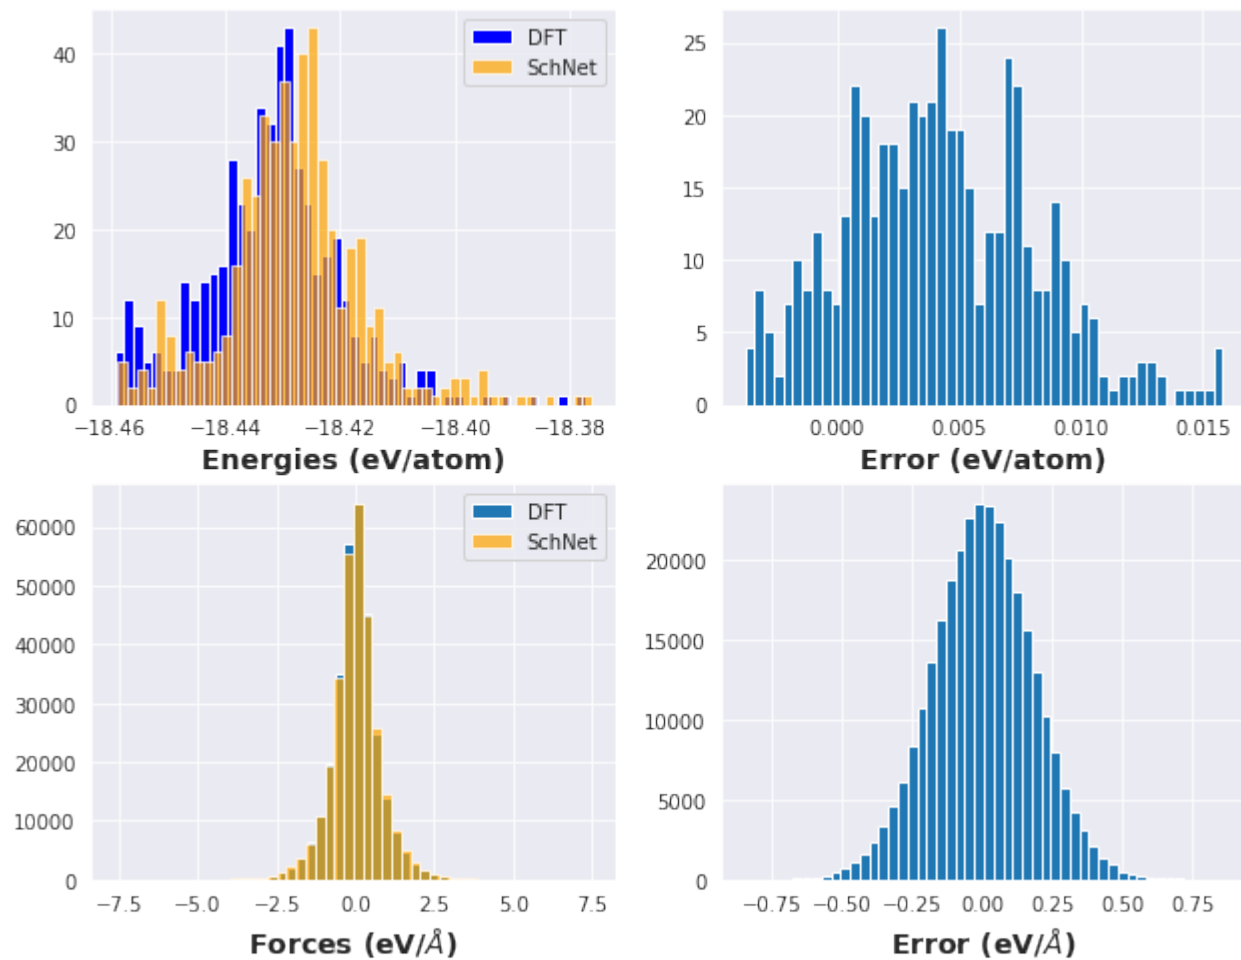 40
30
20
10
0
DFT
SchNet
−18.46 −18.44 −18.42 −18.40 −18.38
Energies (eV/atom)
25
20
15
10
5
0
0.000 0.005 0.010 0.015
Error (eV/atom)
60000
50000
40000
30000
20000
10000
0
DFT
SchNet
−7.5 −5.0 −2.5 0.0 2.5 5.0 7.5
Forces (eV/Å)
20000
15000
10000
5000
0
−0.75 −0.50 −0.25 0.00 0.25 0.50 0.75
Error (eV/Å)